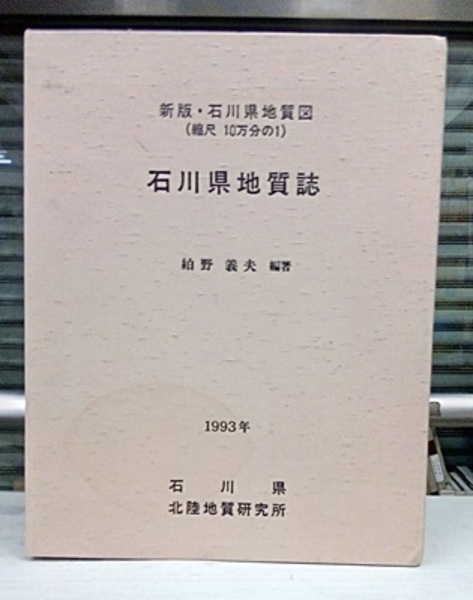 新版・石川県地質図
(縮尺 10万分の1)
石川県地質誌
絈野 義夫 編著
1993年
石川県
北陸地質研究所